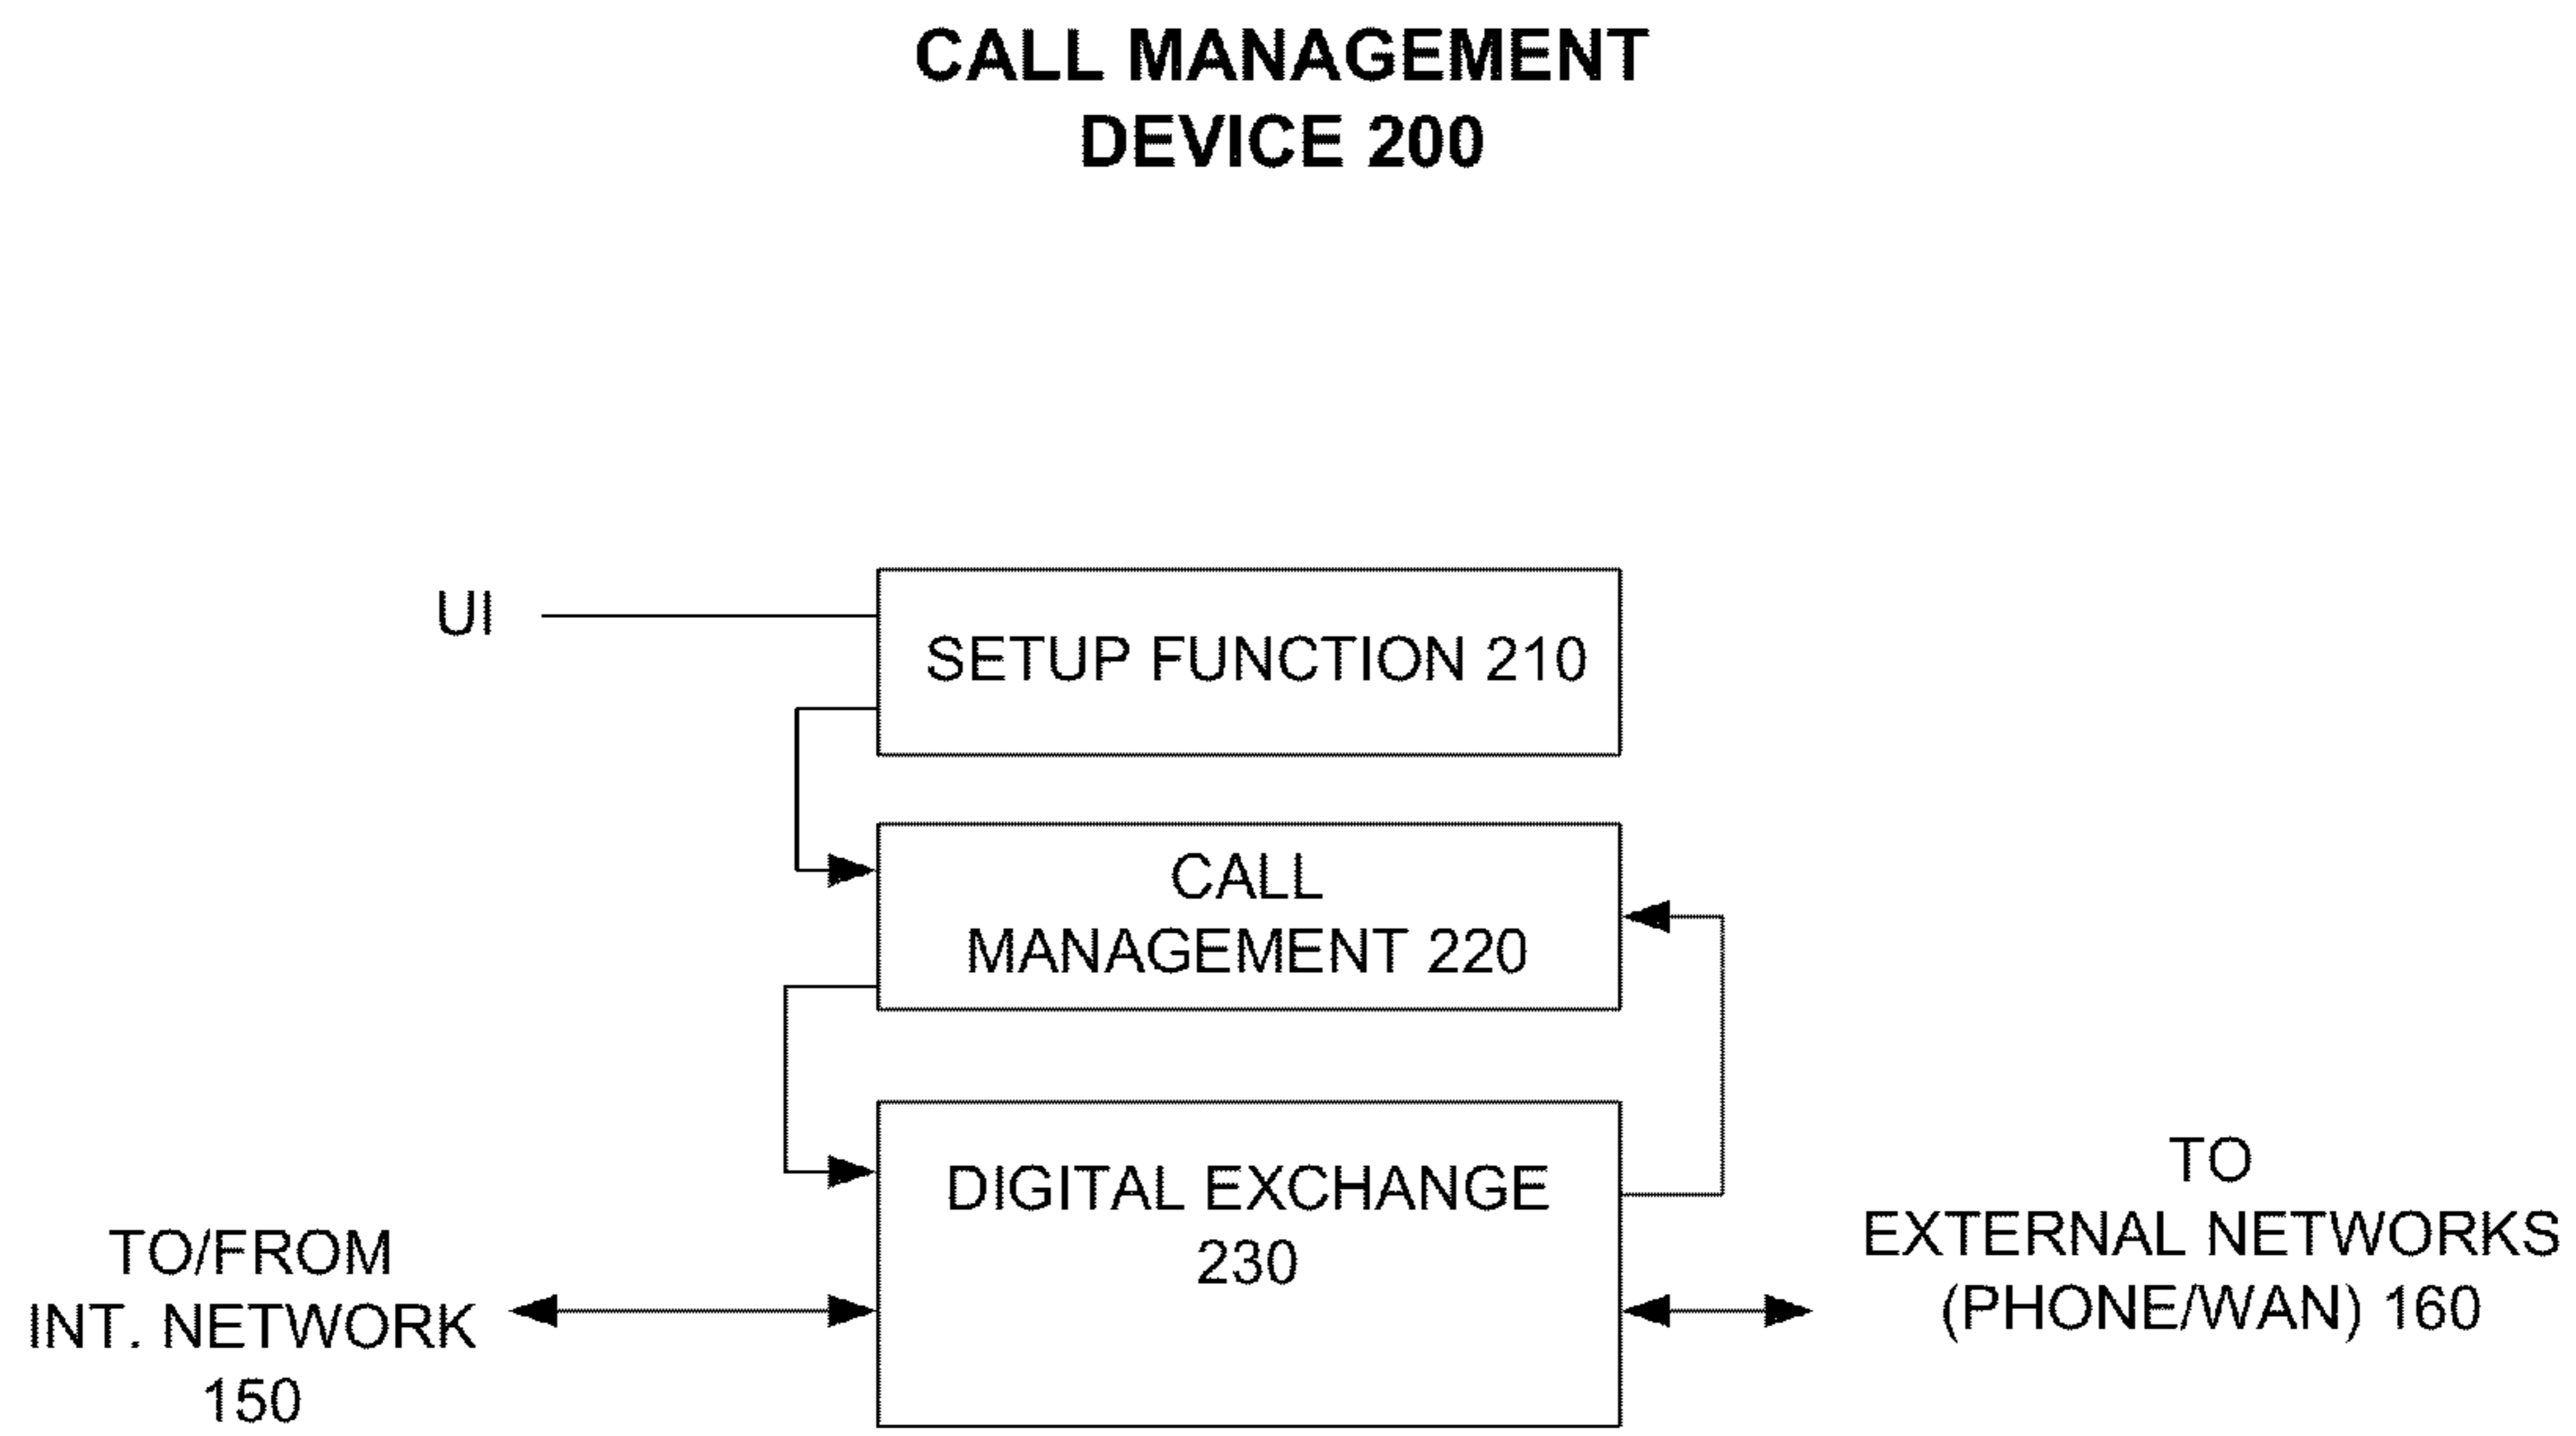 CALL MANAGEMENT
DEVICE 200
UI
SETUP FUNCTION 210
CALL
MANAGEMENT 220
DIGITAL EXCHANGE
230
TO/FROM
INT. NETWORK
150
TO
EXTERNAL NETWORKS
(PHONE/WAN) 160